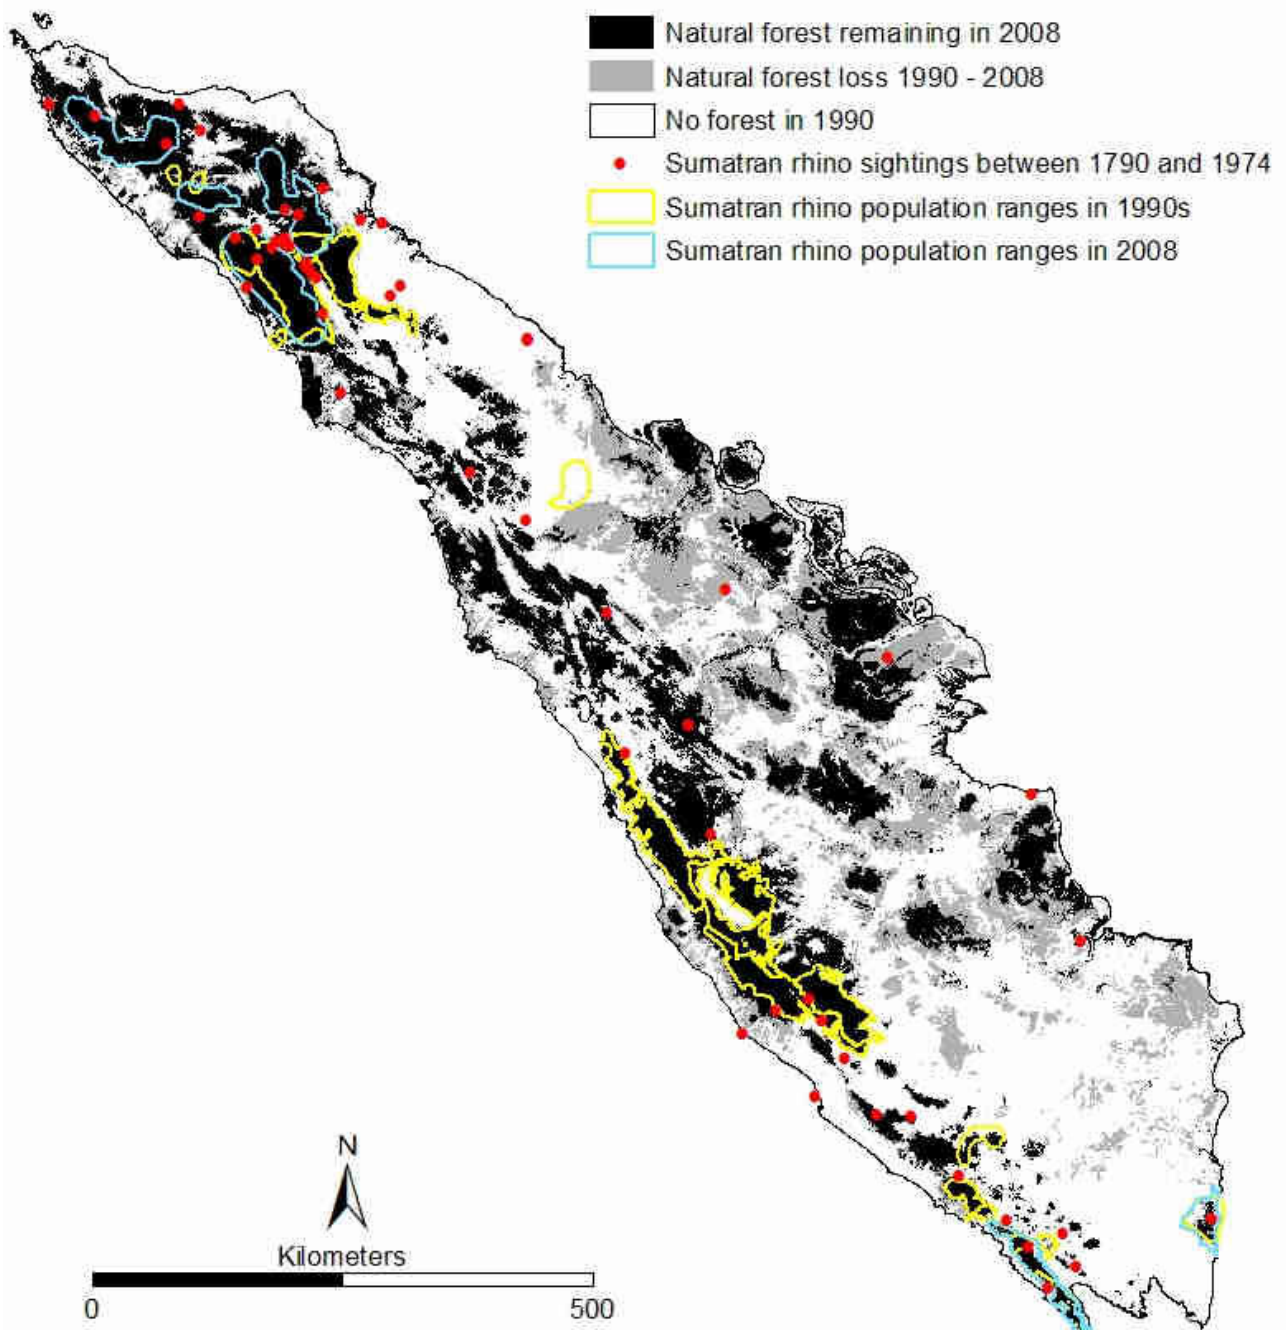 Natural forest remaining in 2008
Natural forest loss 1990 - 2008
No forest in 1990
Sumatran rhino sightings between 1790 and 1974
Sumatran rhino population ranges in 1990s
Sumatran rhino population ranges in 2008
N
Kilometers
0 500